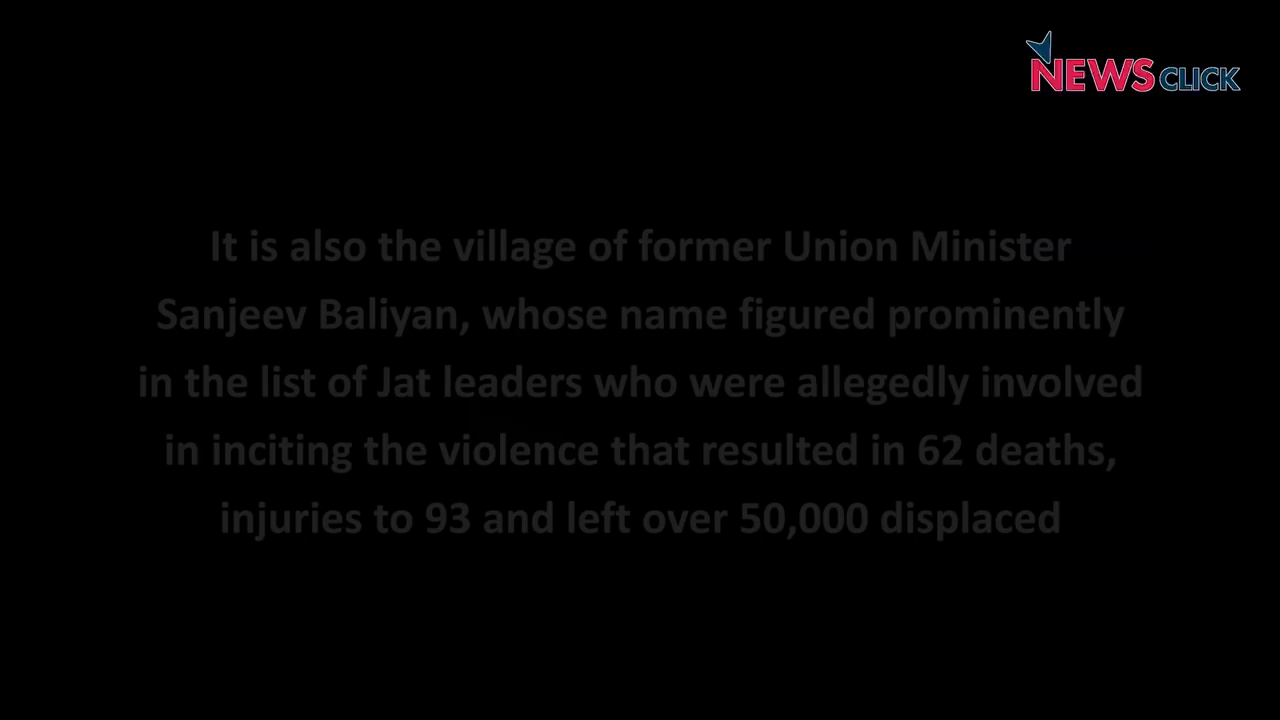 NEWSCLICK
It is also the village of former Union Minister
Sanjeev Baliyan, whose name figured prominently
in the list of Jat leaders who were allegedly involved
in inciting the violence that resulted in 62 deaths,
injuries to 93 and left over 50,000 displaced